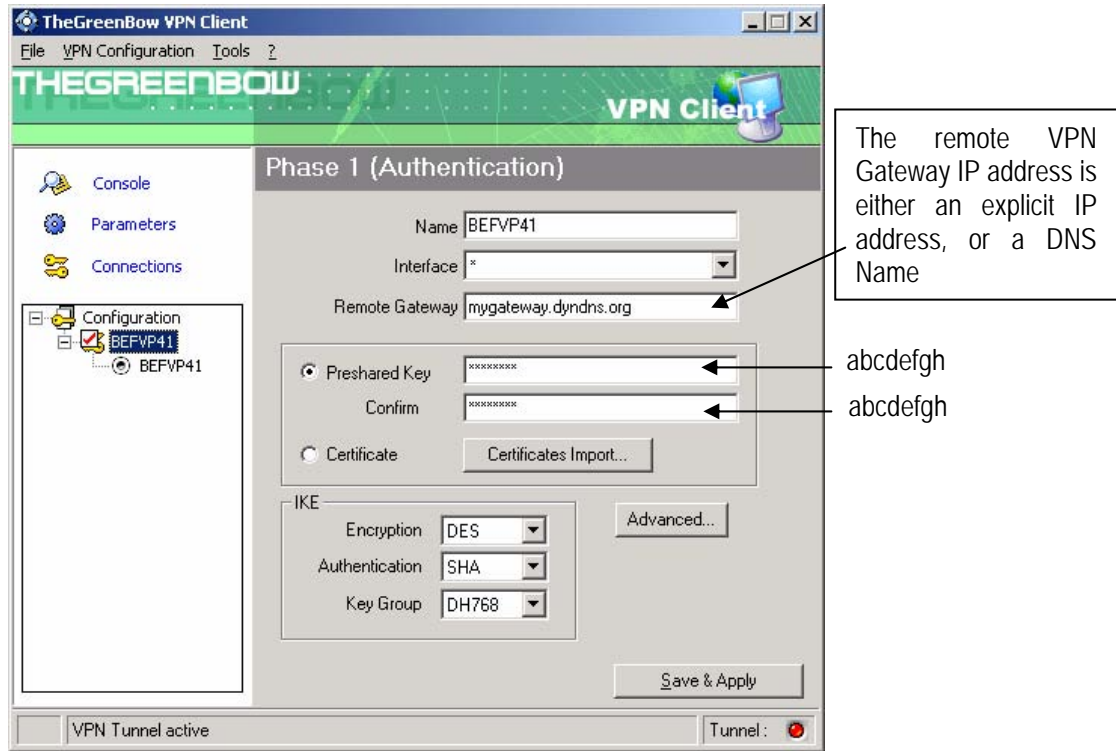 TheGreenBow VPN Client
File VPN Configuration Tools ?
THEGREENBOW
VPN Client
Console
Parameters
Connections
Configuration
BEFVP41
BEFVP41
Phase 1 (Authentication)
Name BEFVP41
Interface *
Remote Gateway mygateway.dyndns.org
Preshared Key ********
Confirm ********
Certificate Certificates Import...
IKE
Encryption DES
Authentication SHA
Key Group DH768
Advanced...
Save & Apply
VPN Tunnel active
Tunnel :
The remote VPN
Gateway IP address is
either an explicit IP
address, or a DNS
Name
abcdefgh
abcdefgh